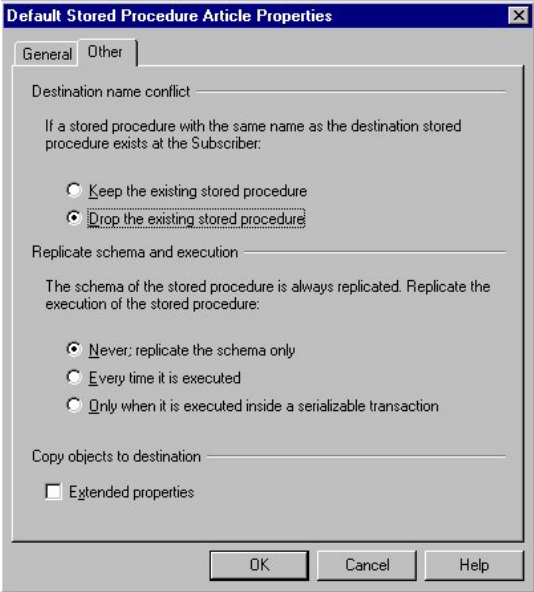 Default Stored Procedure Article Properties
General Other
Destination name conflict
If a stored procedure with the same name as the destination stored
procedure exists at the Subscriber:
Keep the existing stored procedure
Drop the existing stored procedure
Replicate schema and execution
The schema of the stored procedure is always replicated. Replicate the
execution of the stored procedure:
Never; replicate the schema only
Every time it is executed
Only when it is executed inside a serializable transaction
Copy objects to destination
Extended properties
OK Cancel Help